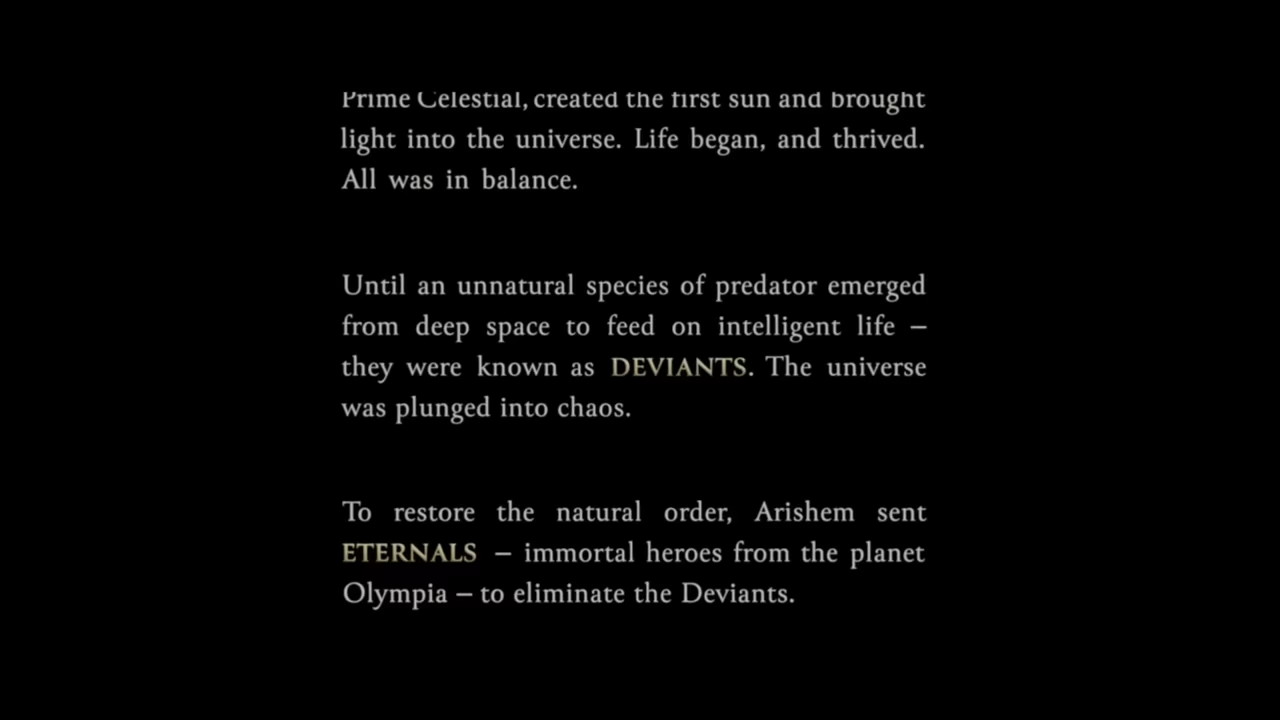 Prime Celestial, created the first sun and brought
light into the universe. Life began, and thrived.
All was in balance.
Until an unnatural species of predator emerged
from deep space to feed on intelligent life –
they were known as DEVIANTS. The universe
was plunged into chaos.
To restore the natural order, Arishem sent
ETERNALS – immortal heroes from the planet
Olympia – to eliminate the Deviants.